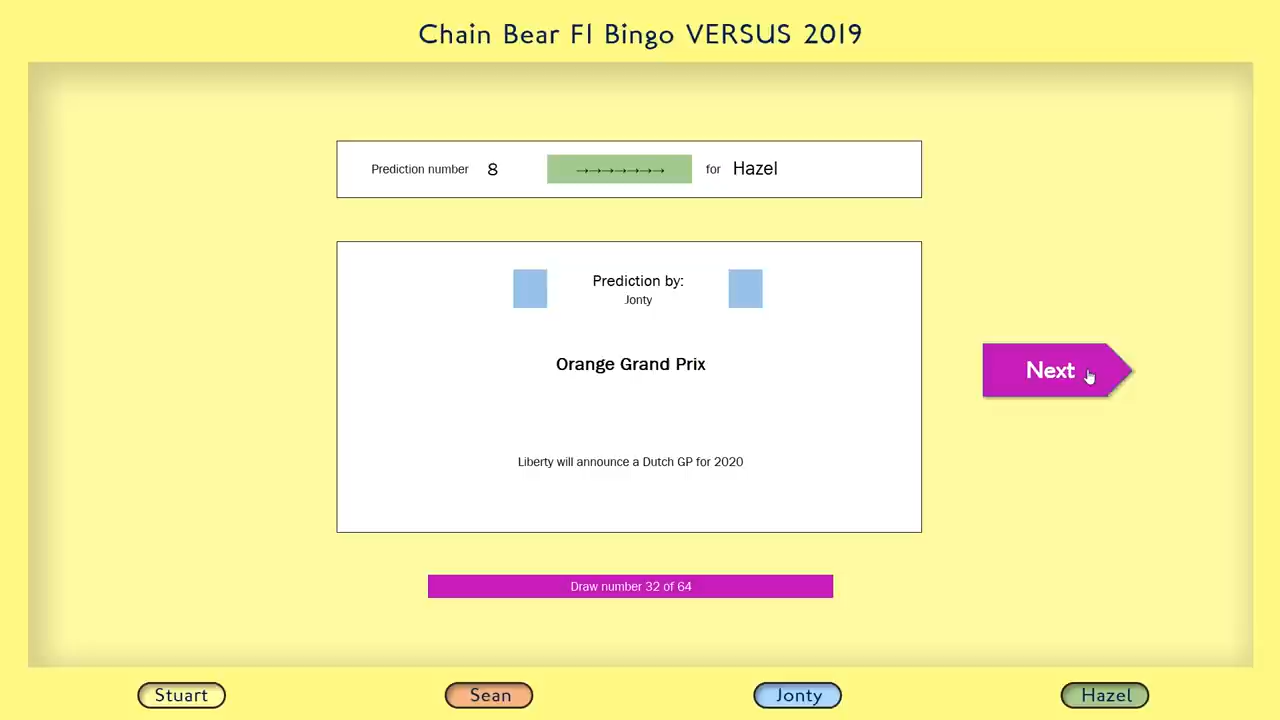 Chain Bear F1 Bingo VERSUS 2019
Prediction number 8 →→→→→→→ for Hazel
Prediction by:
Jonty
Orange Grand Prix
Next
Liberty will announce a Dutch GP for 2020
Draw number 32 of 64
Stuart Sean Jonty Hazel